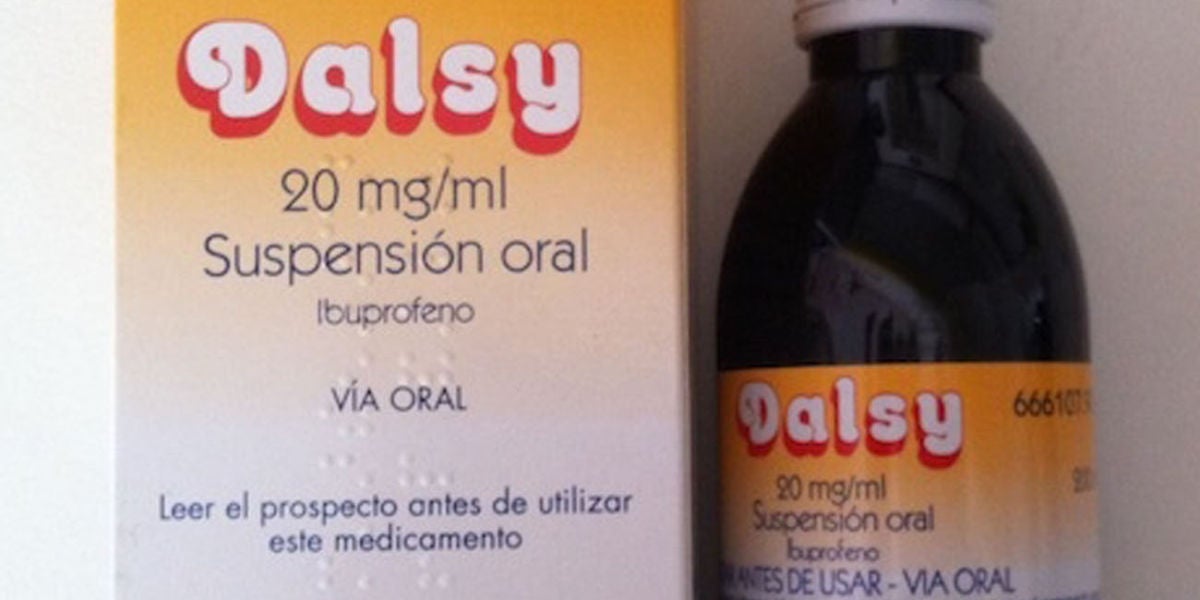 Dalsy
20 mg/ml
Suspensión oral
Ibuprofeno
VÍA ORAL
Leer el prospecto antes de utilizar
este medicamento
Dalsy
20 mg/ml
Suspensión oral
Ibuprofeno
ANTES DE USAR - VIA ORAL